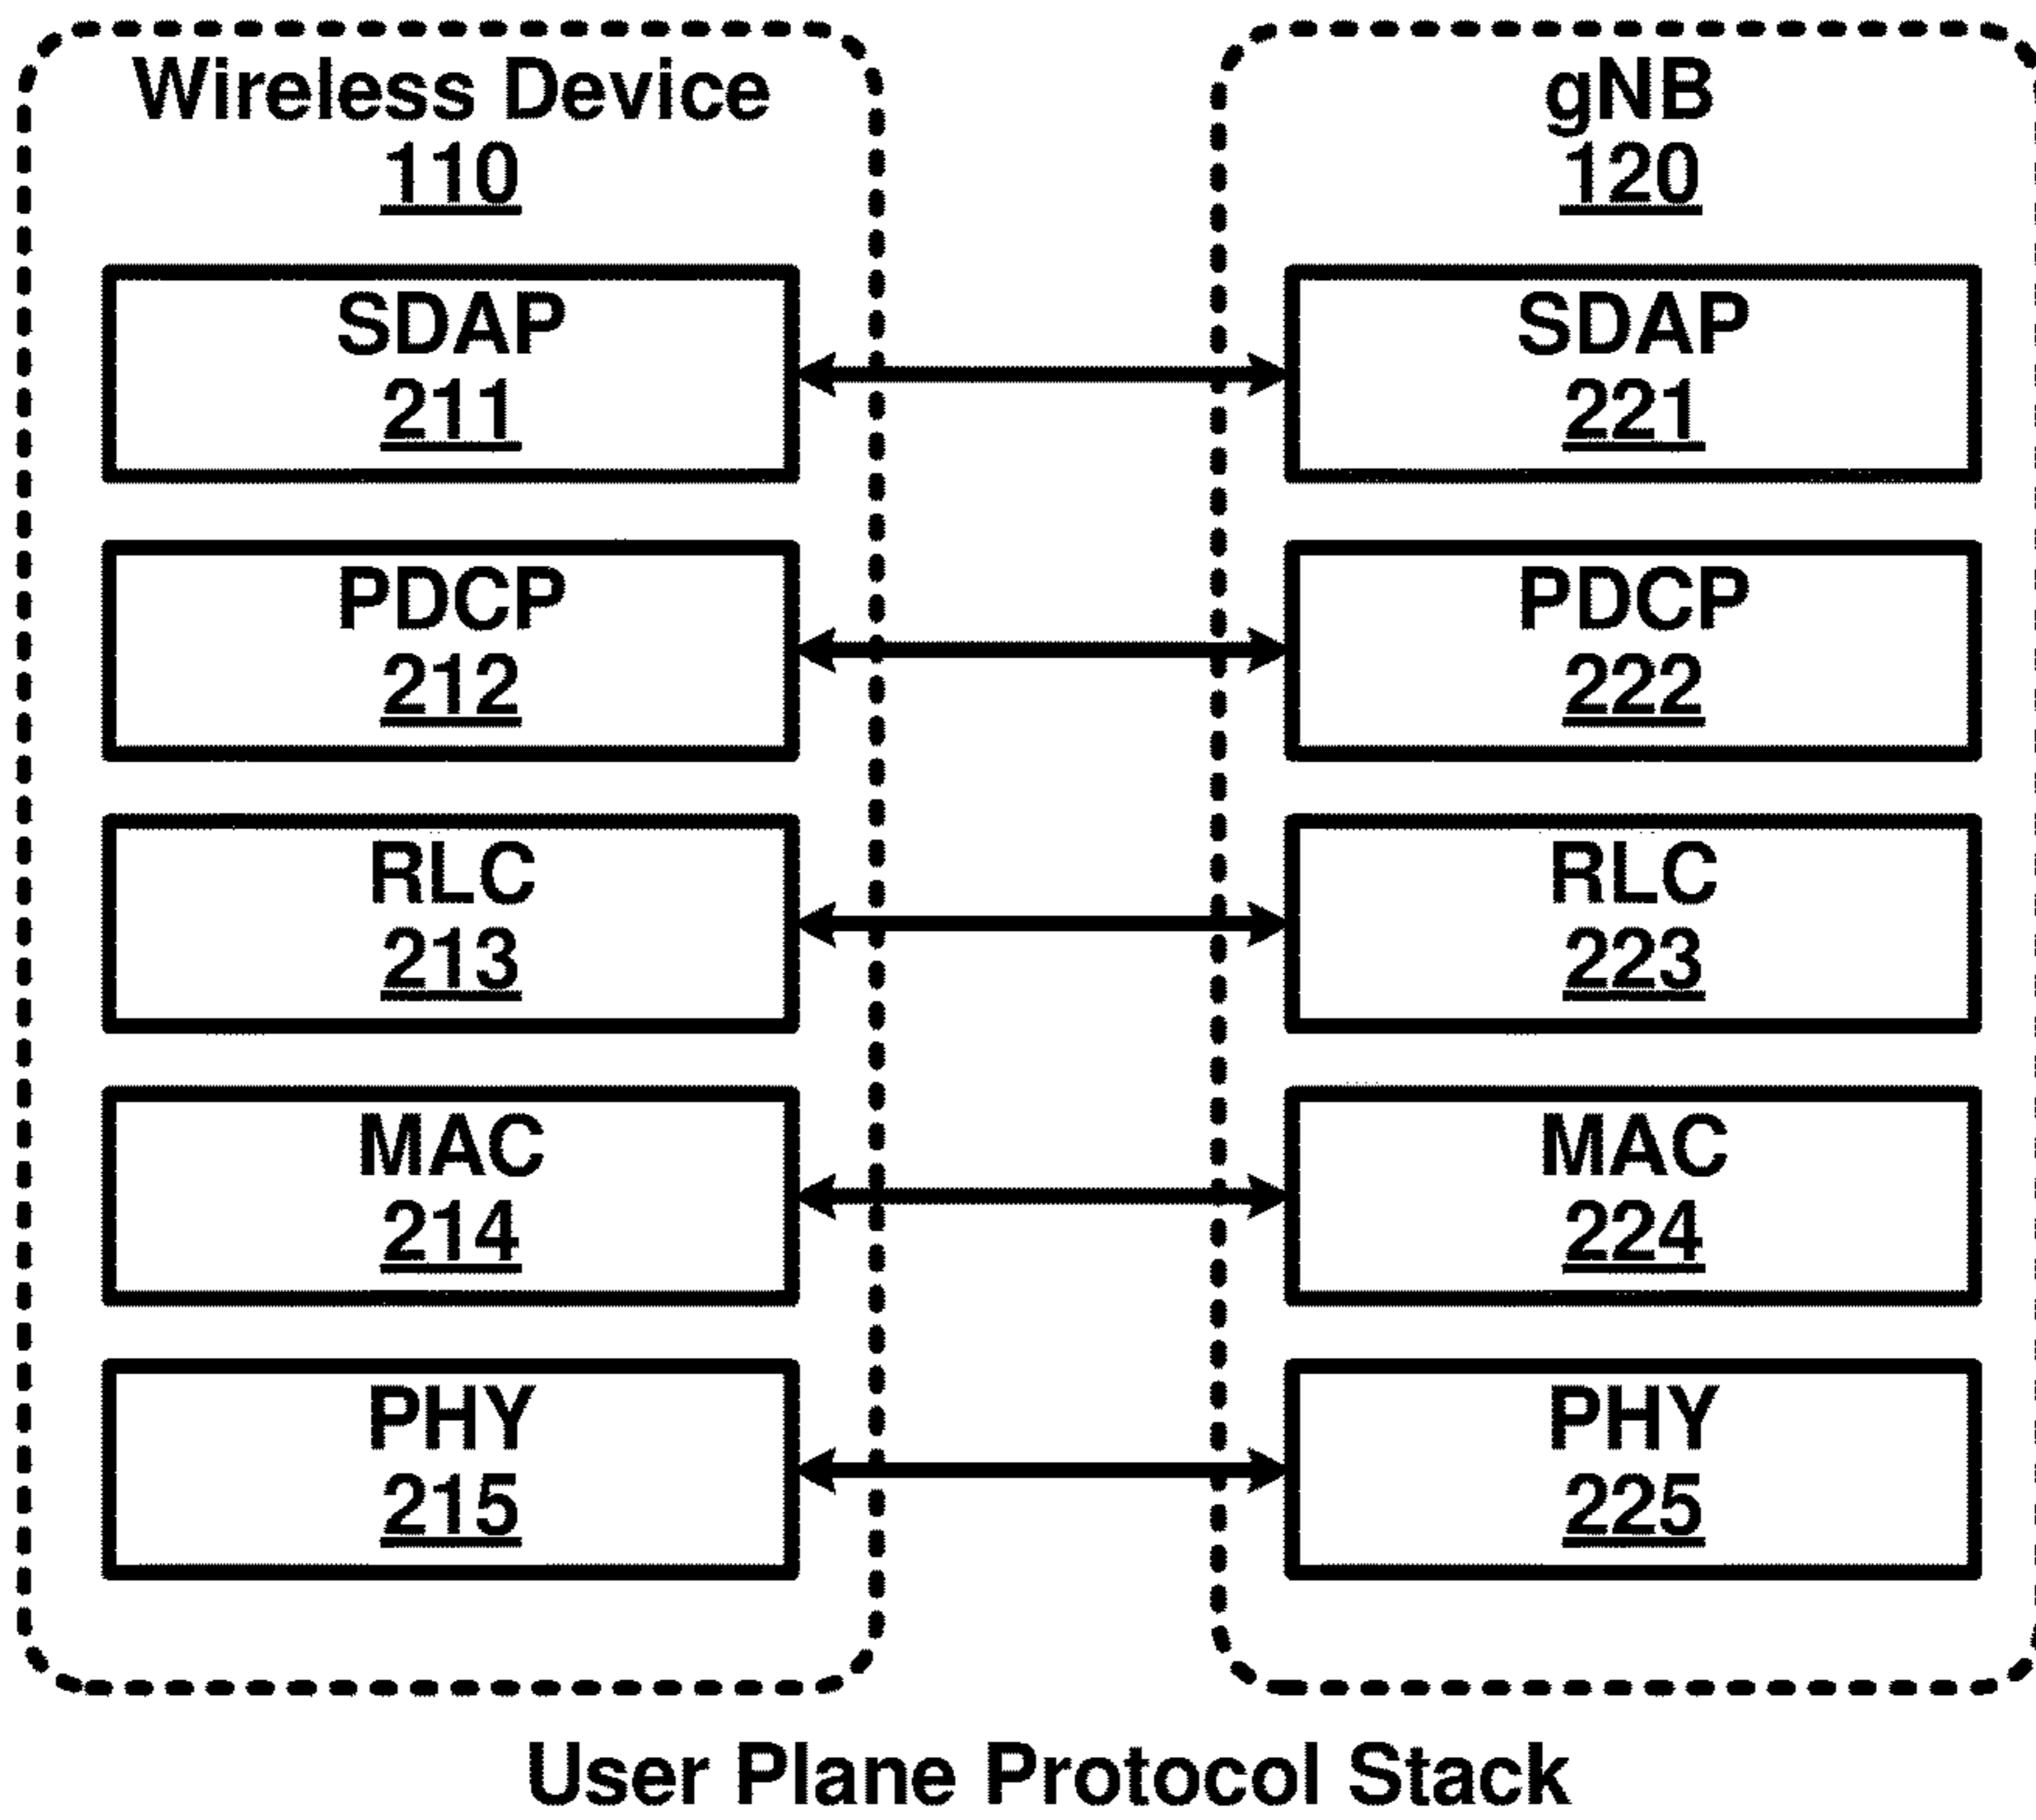 Wireless Device
110
SDAP
211
PDCP
212
RLC
213
MAC
214
PHY
215
gNB
120
SDAP
221
PDCP
222
RLC
223
MAC
224
PHY
225
User Plane Protocol Stack